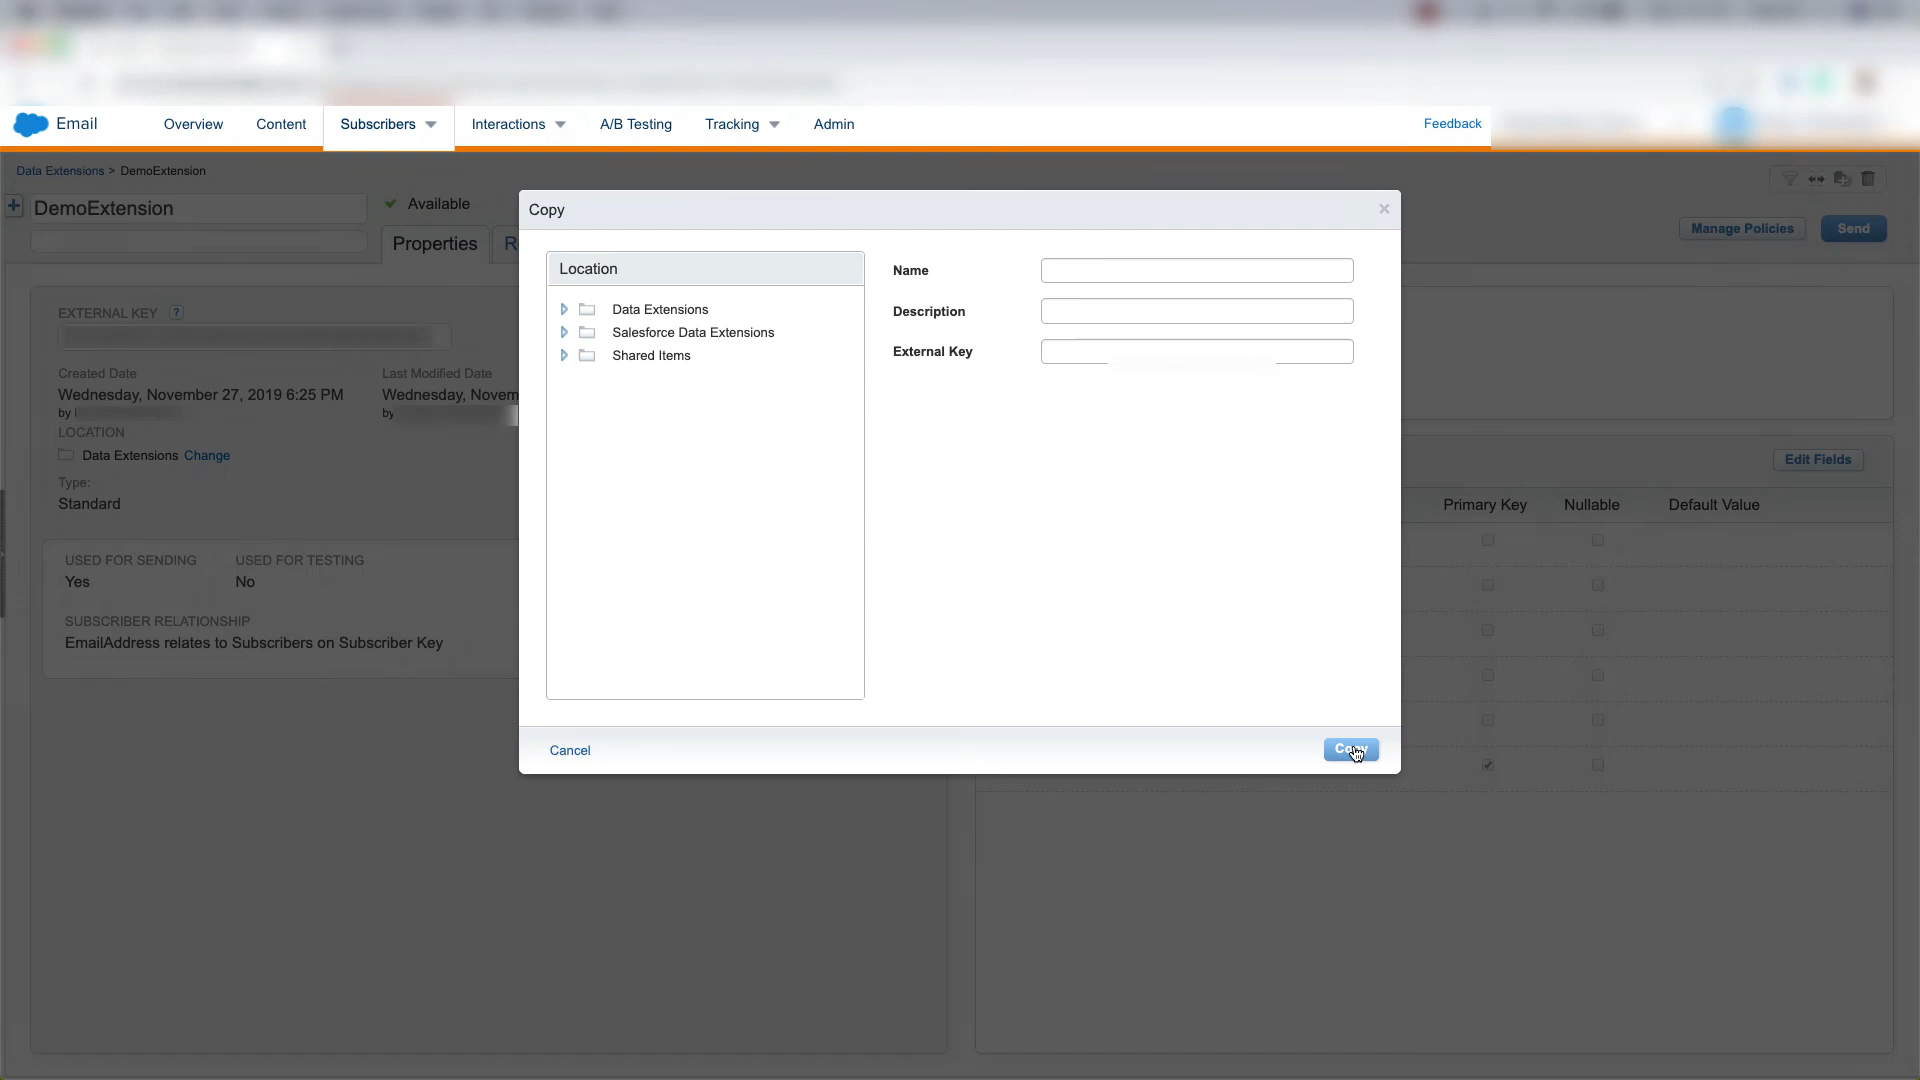 Email
Overview
Content
Subscribers
Interactions
A/B Testing
Tracking
Admin
Feedback
Data Extensions > DemoExtension
DemoExtension
Available
Properties
R
Manage Policies
Send
EXTERNAL KEY ?
Created Date
Last Modified Date
Wednesday, November 27, 2019 6:25 PM
Wednesday, Novem
by
by
LOCATION
Data Extensions Change
Type:
Standard
USED FOR SENDING
USED FOR TESTING
Yes
No
SUBSCRIBER RELATIONSHIP
EmailAddress relates to Subscribers on Subscriber Key
Copy
Location
Data Extensions
Salesforce Data Extensions
Shared Items
Name
Description
External Key
Cancel
Copy
Edit Fields
Primary Key
Nullable
Default Value